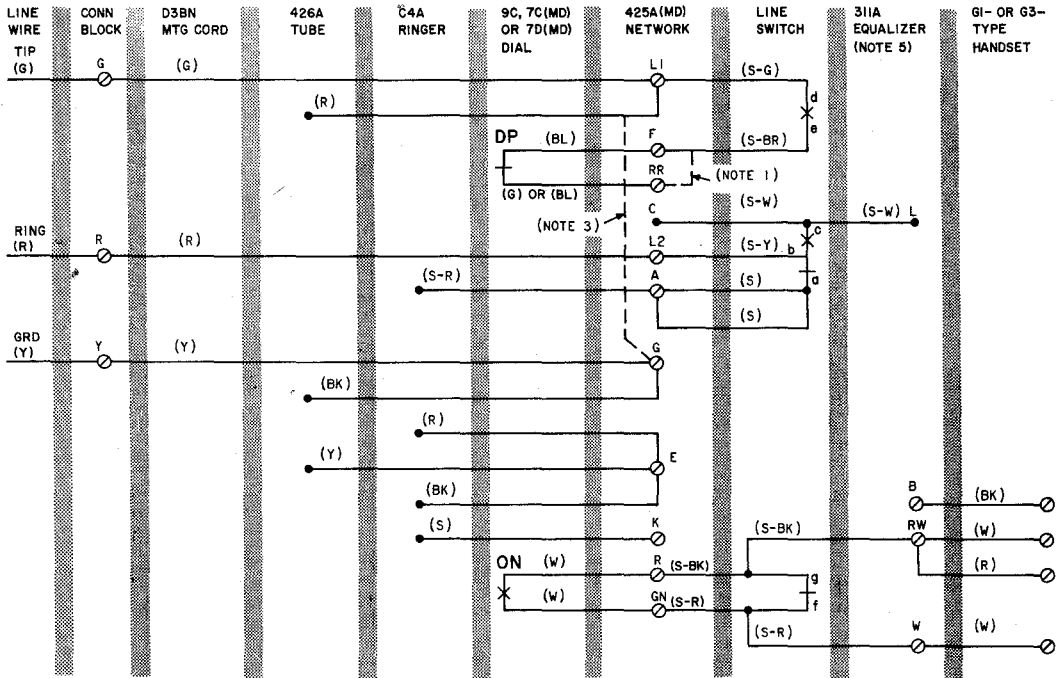 LINE WIRE
CONN BLOCK
D3BN MTG CORD
426A TUBE
C4A RINGER
9C, 7C(MD) OR 7D(MD) DIAL
425A(MD) NETWORK
LINE SWITCH
311A EQUALIZER (NOTE 5)
G1- OR G3- TYPE HANDSET
TIP (G)
G
(G)
L1
(S-G)
(R)
d
e
DP
(BL)
F
(S-BR)
RR
(NOTE 1)
(G) OR (BL)
(NOTE 3)
C
(S-W)
(S-W) L
c
RING (R)
R
(R)
L2
(S-Y)
b
(S-R)
A
(S)
a
(S)
GRD (Y)
Y
(Y)
G
(BK)
(R)
(Y)
E
(BK)
B
(BK)
(S)
K
(S-BK)
RW
(W)
ON
(W)
R
(S-BK)
(R)
g
(W)
GN
(S-R)
f
(S-R)
W
(W)